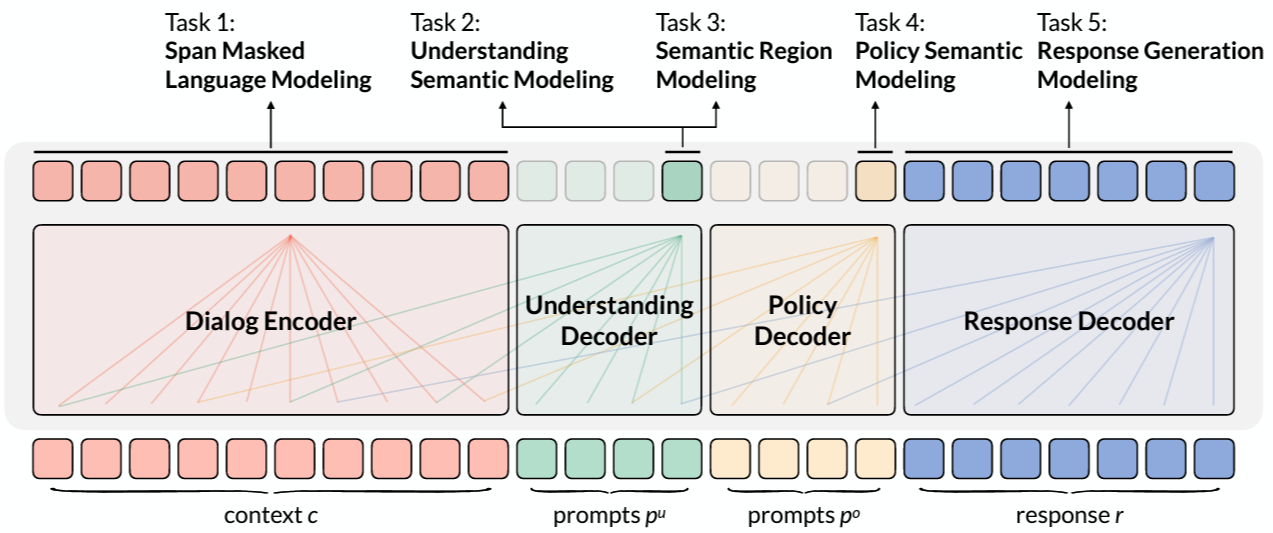 Task 1:
Span Masked
Language Modeling
Task 2:
Understanding
Semantic Modeling
Task 3:
Semantic Region
Modeling
Task 4:
Policy Semantic
Modeling
Task 5:
Response Generation
Modeling
Dialog Encoder
Understanding
Decoder
Policy
Decoder
Response Decoder
context c
prompts pᵘ
prompts pᵒ
response r